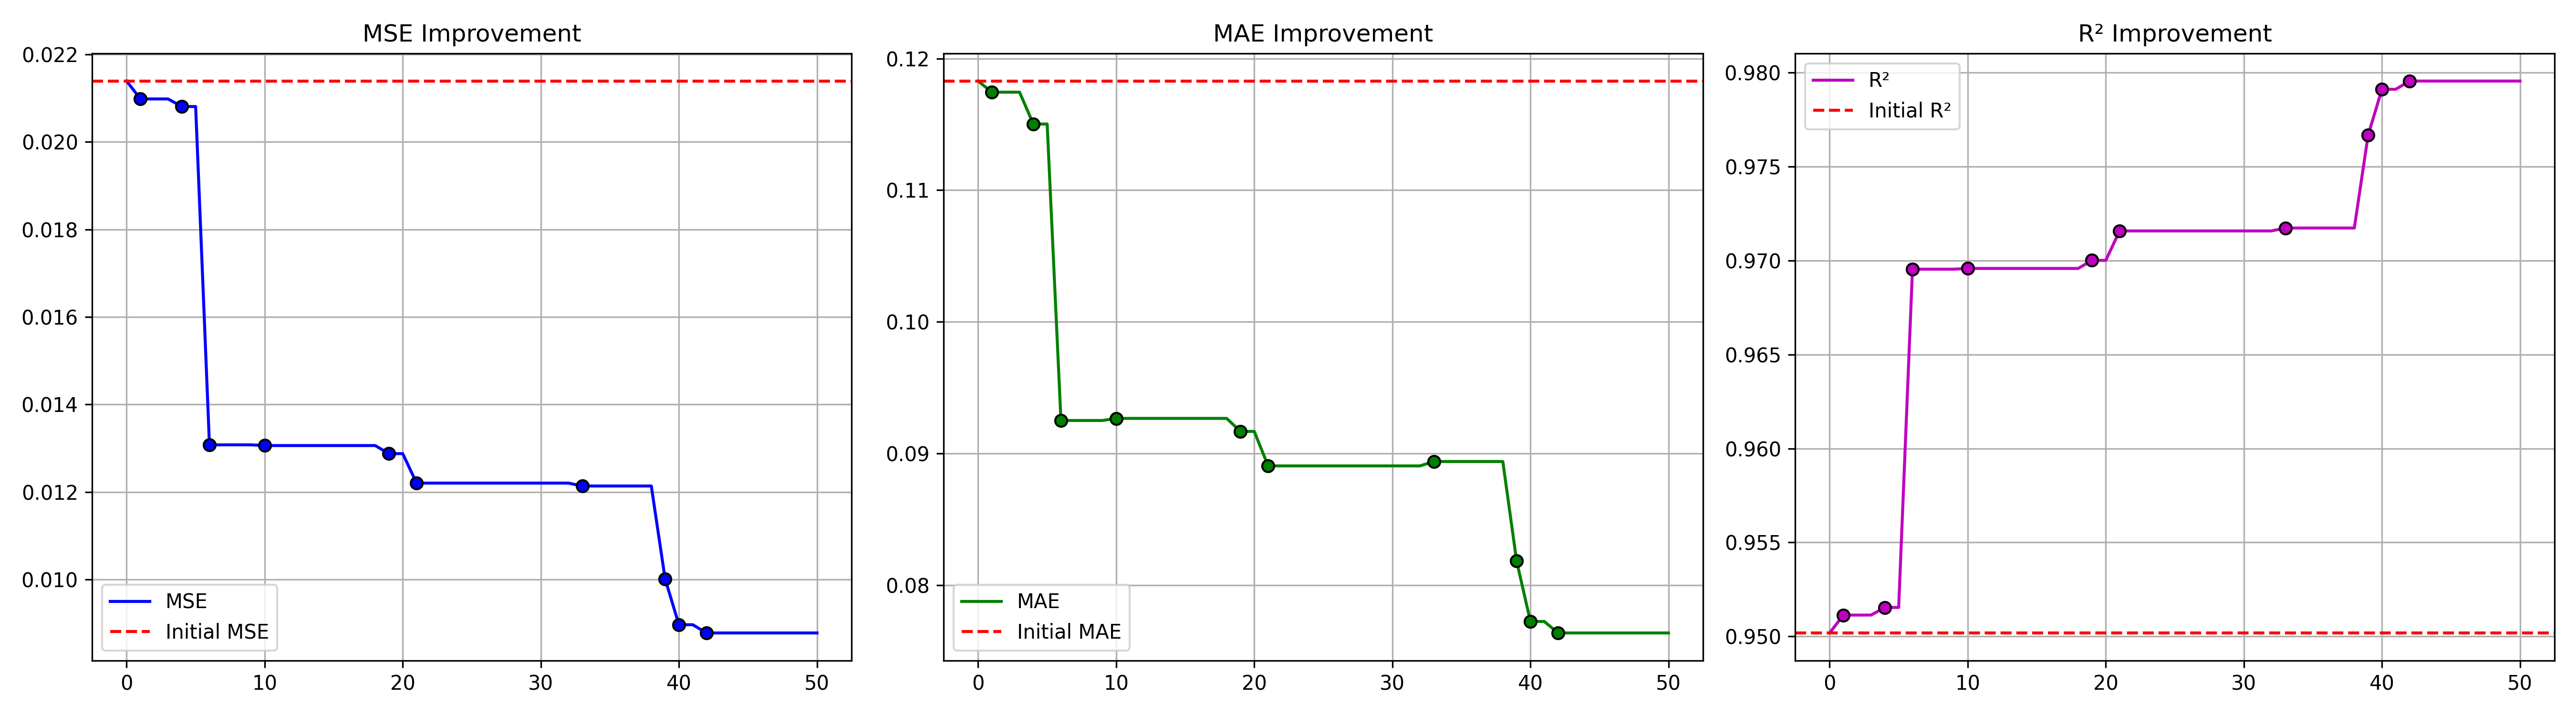 MSE Improvement
0.022
0.020
0.018
0.016
0.014
0.012
0.010
MSE
Initial MSE
0 10 20 30 40 50
MAE Improvement
0.12
0.11
0.10
0.09
0.08
MAE
Initial MAE
0 10 20 30 40 50
R² Improvement
R²
Initial R²
0.980
0.975
0.970
0.965
0.960
0.955
0.950
0 10 20 30 40 50